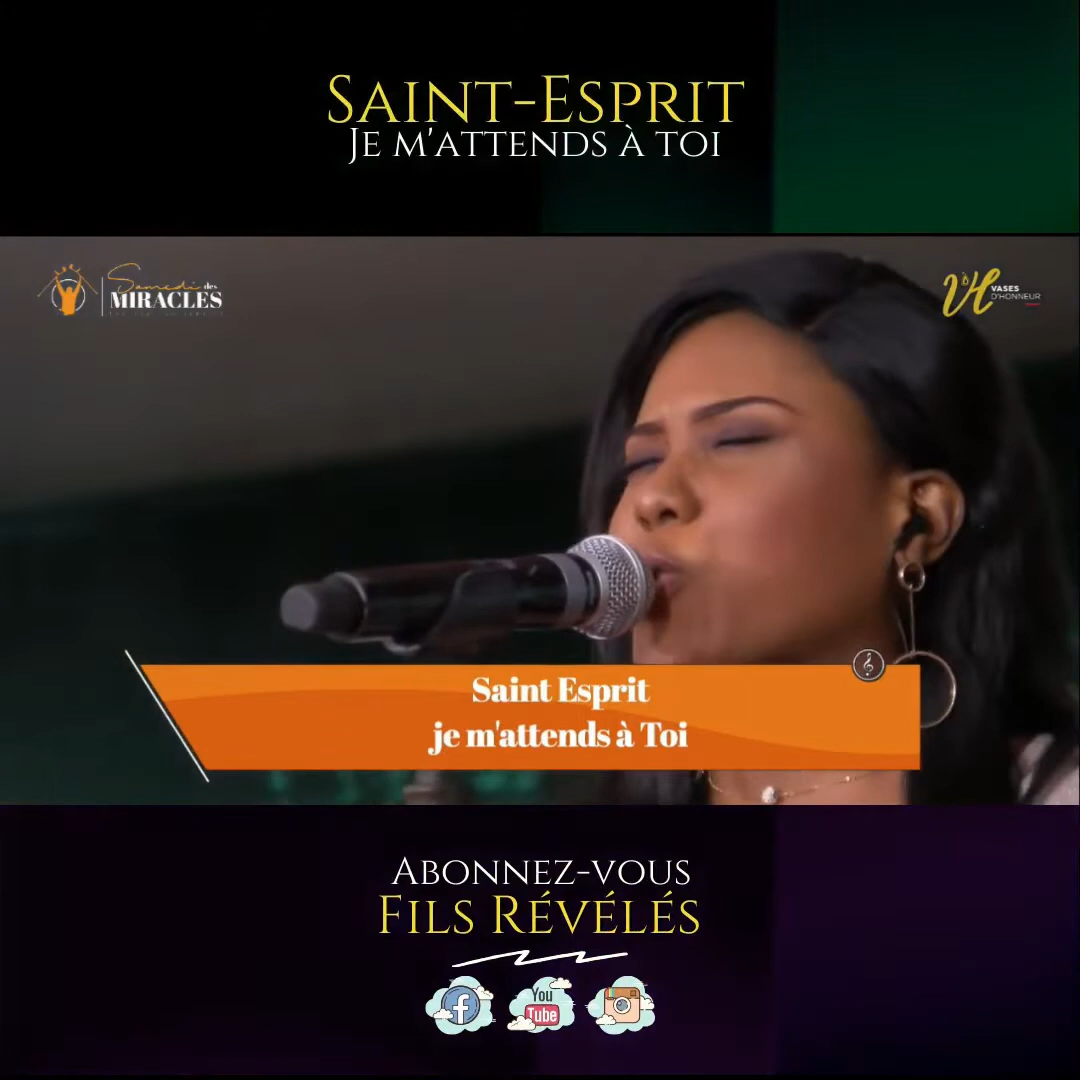 SAINT-ESPRIT
JE M'ATTENDS À TOI
Samedi des
MIRACLES
VH VASES
D'HONNEUR
Saint Esprit
je m'attends à Toi
ABONNEZ-VOUS
FILS RÉVÉLÉS
f
You
Tube